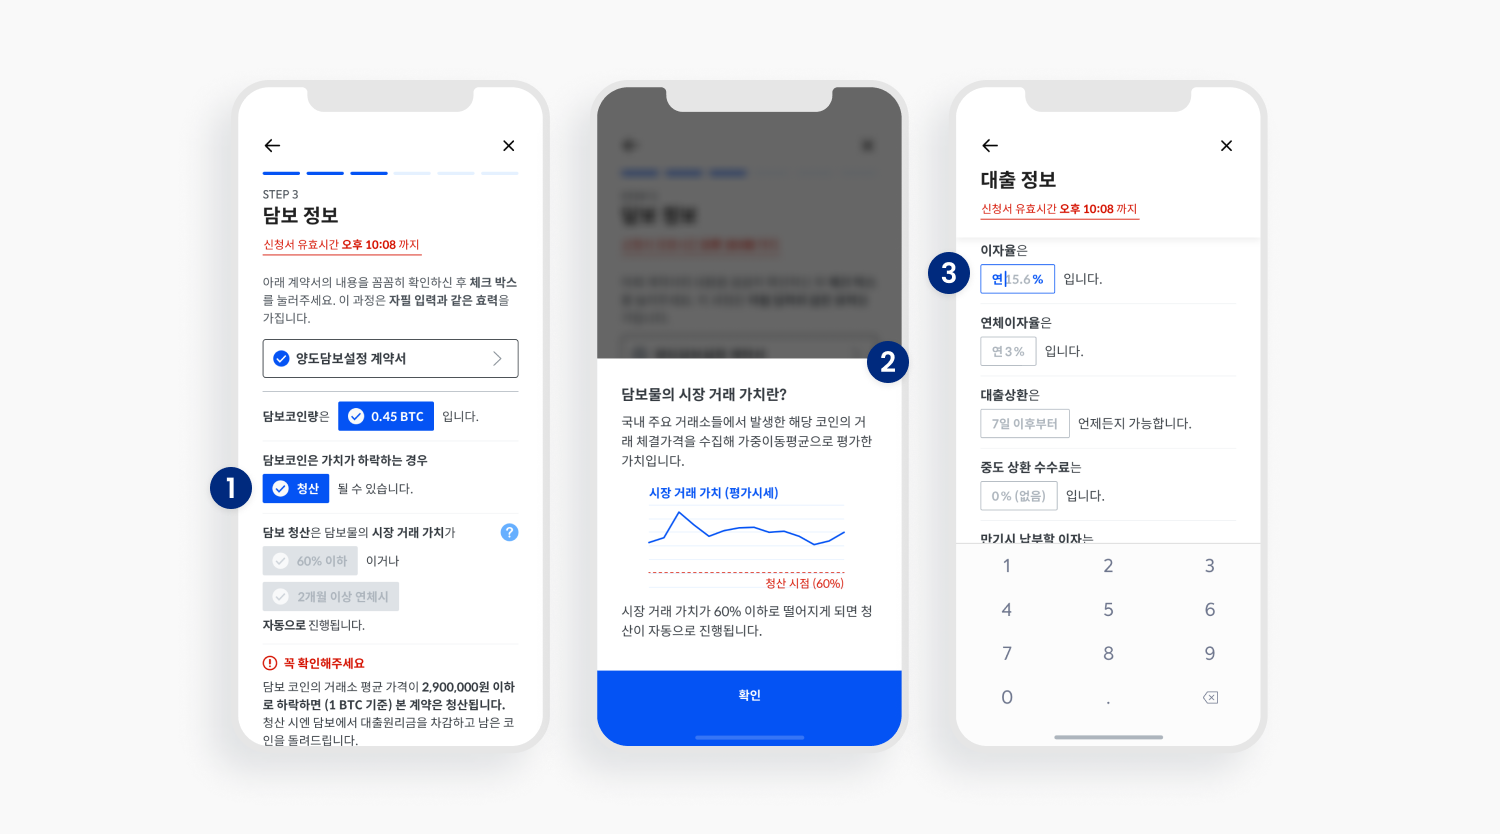 STEP 3
담보 정보
신청서 유효시간 오후 10:08 까지
아래 계약서의 내용을 꼼꼼히 확인하신 후 체크 박스
를 눌러주세요. 이 과정은 자필 입력과 같은 효력을
가집니다.
양도담보설정 계약서
담보코인량은 0.45 BTC 입니다.
담보코인은 가치가 하락하는 경우
1
청산 될 수 있습니다.
담보 청산은 담보물의 시장 거래 가치가 ?
60% 이하 이거나
2개월 이상 연체시
자동으로 진행됩니다.
꼭 확인해주세요
담보 코인의 거래소 평균 가격이 2,900,000원 이하
로 하락하면 (1 BTC 기준) 본 계약은 청산됩니다.
청산 시엔 담보에서 대출원리금을 차감하고 남은 코
인을 돌려드립니다.
2
담보물의 시장 거래 가치란?
국내 주요 거래소들에서 발생한 해당 코인의 거
래 체결가격을 수집해 가중이동평균으로 평가한
가치입니다.
시장 거래 가치 (평가시세)
청산 시점 (60%)
시장 거래 가치가 60% 이하로 떨어지게 되면 청
산이 자동으로 진행됩니다.
확인
대출 정보
신청서 유효시간 오후 10:08 까지
이자율은
3
연 15.6% 입니다.
연체이자율은
연 3% 입니다.
대출상환은
7일 이후부터 언제든지 가능합니다.
중도 상환 수수료는
0% (없음) 입니다.
만기시 납부할 이자는
1 2 3
4 5 6
7 8 9
0 .